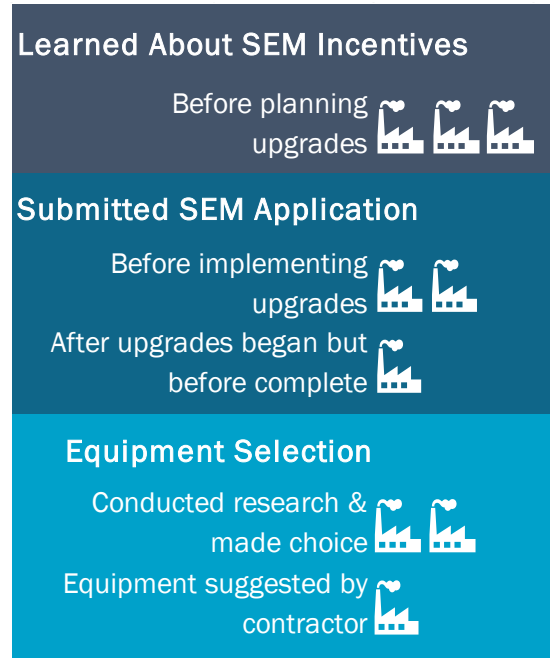 Learned About SEM Incentives
Before planning
upgrades
Submitted SEM Application
Before implementing
upgrades
After upgrades began but
before complete
Equipment Selection
Conducted research &
made choice
Equipment suggested by
contractor